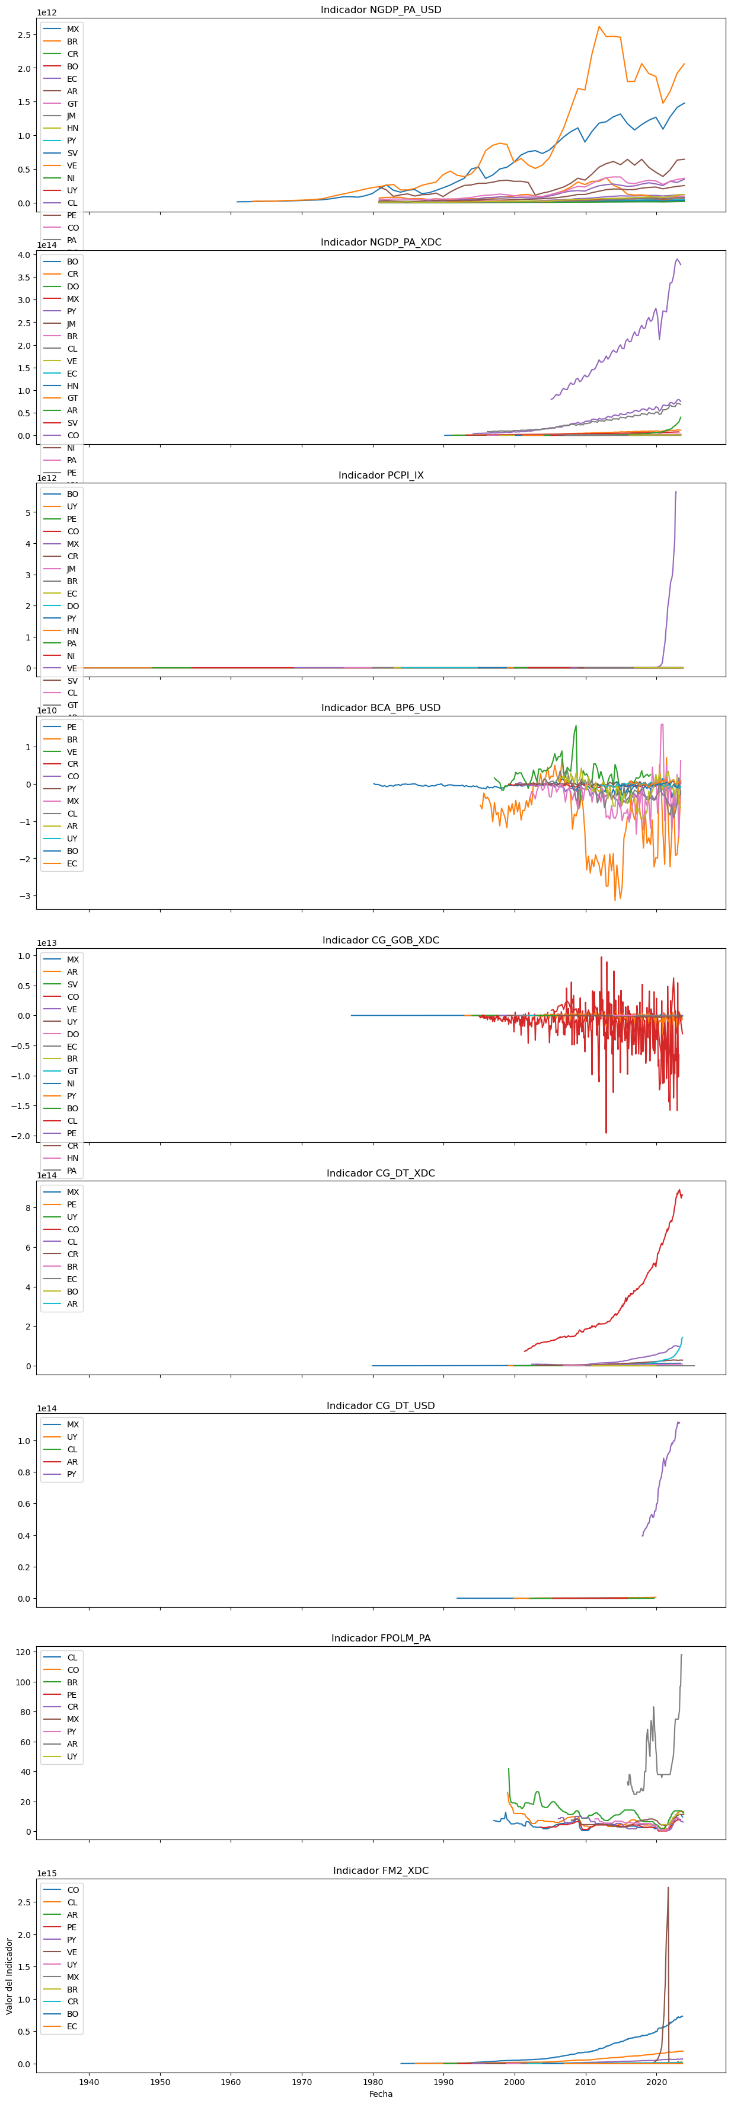 Indicador NGDP_PA_USD
1e12
2.5
2.0
1.5
1.0
0.5
0.0
MX
BR
CR
BO
EC
AR
GT
JM
HN
PY
SV
VE
NI
UY
CL
PE
CO
PA
Indicador NGDP_PA_XDC
1e14
4.0
3.5
3.0
2.5
2.0
1.5
1.0
0.5
0.0
BO
CR
DO
MX
PY
JM
BR
CL
VE
EC
HN
GT
AR
SV
CO
NI
PA
PE
Indicador PCPI_IX
1e12
5
4
3
2
1
0
BO
UY
PE
CO
MX
CR
JM
BR
EC
DO
PY
HN
PA
NI
VE
SV
CL
GT
Indicador BCA_BP6_USD
1e10
1
0
−1
−2
−3
PE
BR
VE
CR
CO
PY
MX
CL
AR
UY
BO
EC
Indicador CG_GOB_XDC
1e13
1.0
0.5
0.0
−0.5
−1.0
−1.5
−2.0
MX
AR
SV
CO
VE
UY
DO
EC
BR
GT
NI
PY
BO
CL
PE
CR
HN
PA
Indicador CG_DT_XDC
1e14
8
6
4
2
0
MX
PE
UY
CO
CL
CR
BR
EC
BO
AR
Indicador CG_DT_USD
1e14
1.0
0.8
0.6
0.4
0.2
0.0
MX
UY
CL
AR
PY
Indicador FPOLM_PA
120
100
80
60
40
20
0
CL
CO
BR
PE
CR
MX
PY
AR
UY
Indicador FM2_XDC
1e15
2.5
2.0
1.5
1.0
0.5
0.0
CO
CL
AR
PE
PY
VE
UY
MX
BR
CR
BO
EC
Valor del Indicador
1940 1950 1960 1970 1980 1990 2000 2010 2020
Fecha